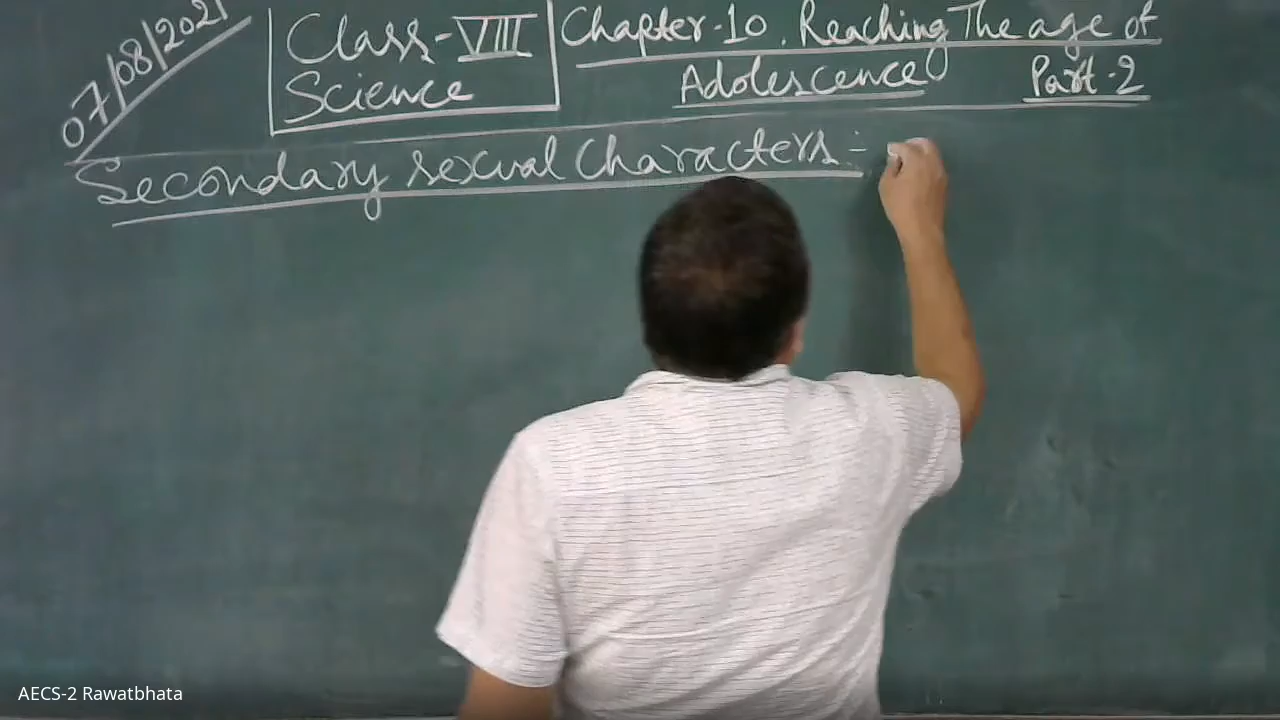 07/08/2021
Class-VIII
Science
Chapter-10. Reaching The age of
Adolescence
Part-2
Secondary sexual characters :-
AECS-2 Rawatbhata